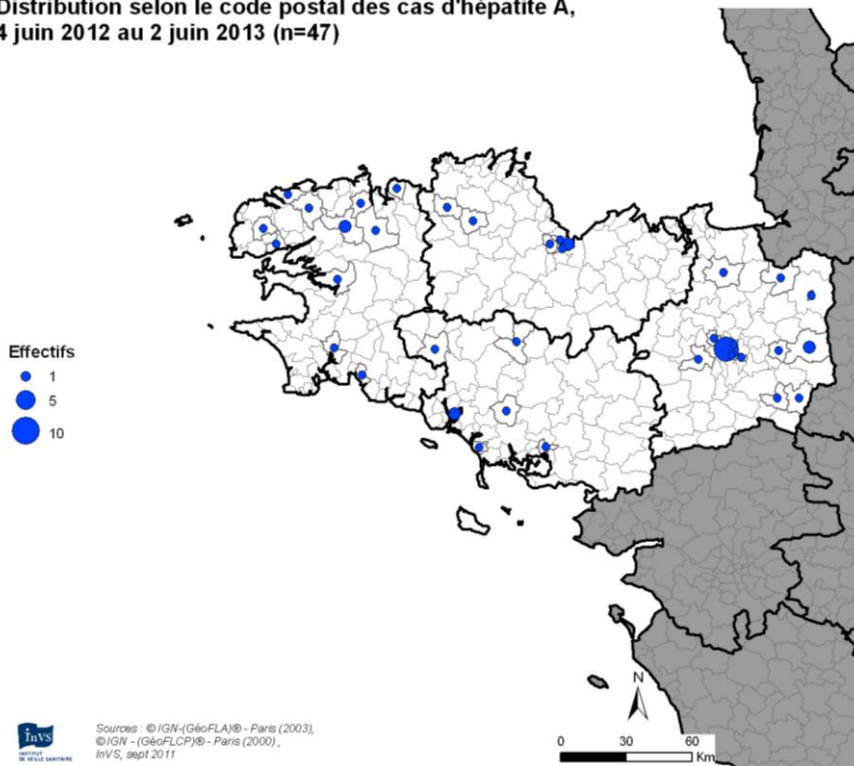 Distribution selon le code postal des cas d'hépatite A,
4 juin 2012 au 2 juin 2013 (n=47)
Effectifs
1
5
10
N
0 30 60
Km
invs
INSTITUT
DE VEILLE SANITAIRE
Sources : © IGN-(GéoFLA)® - Paris (2003),
© IGN - (GéoFLCP)® - Paris (2000) ,
InVS, sept 2011